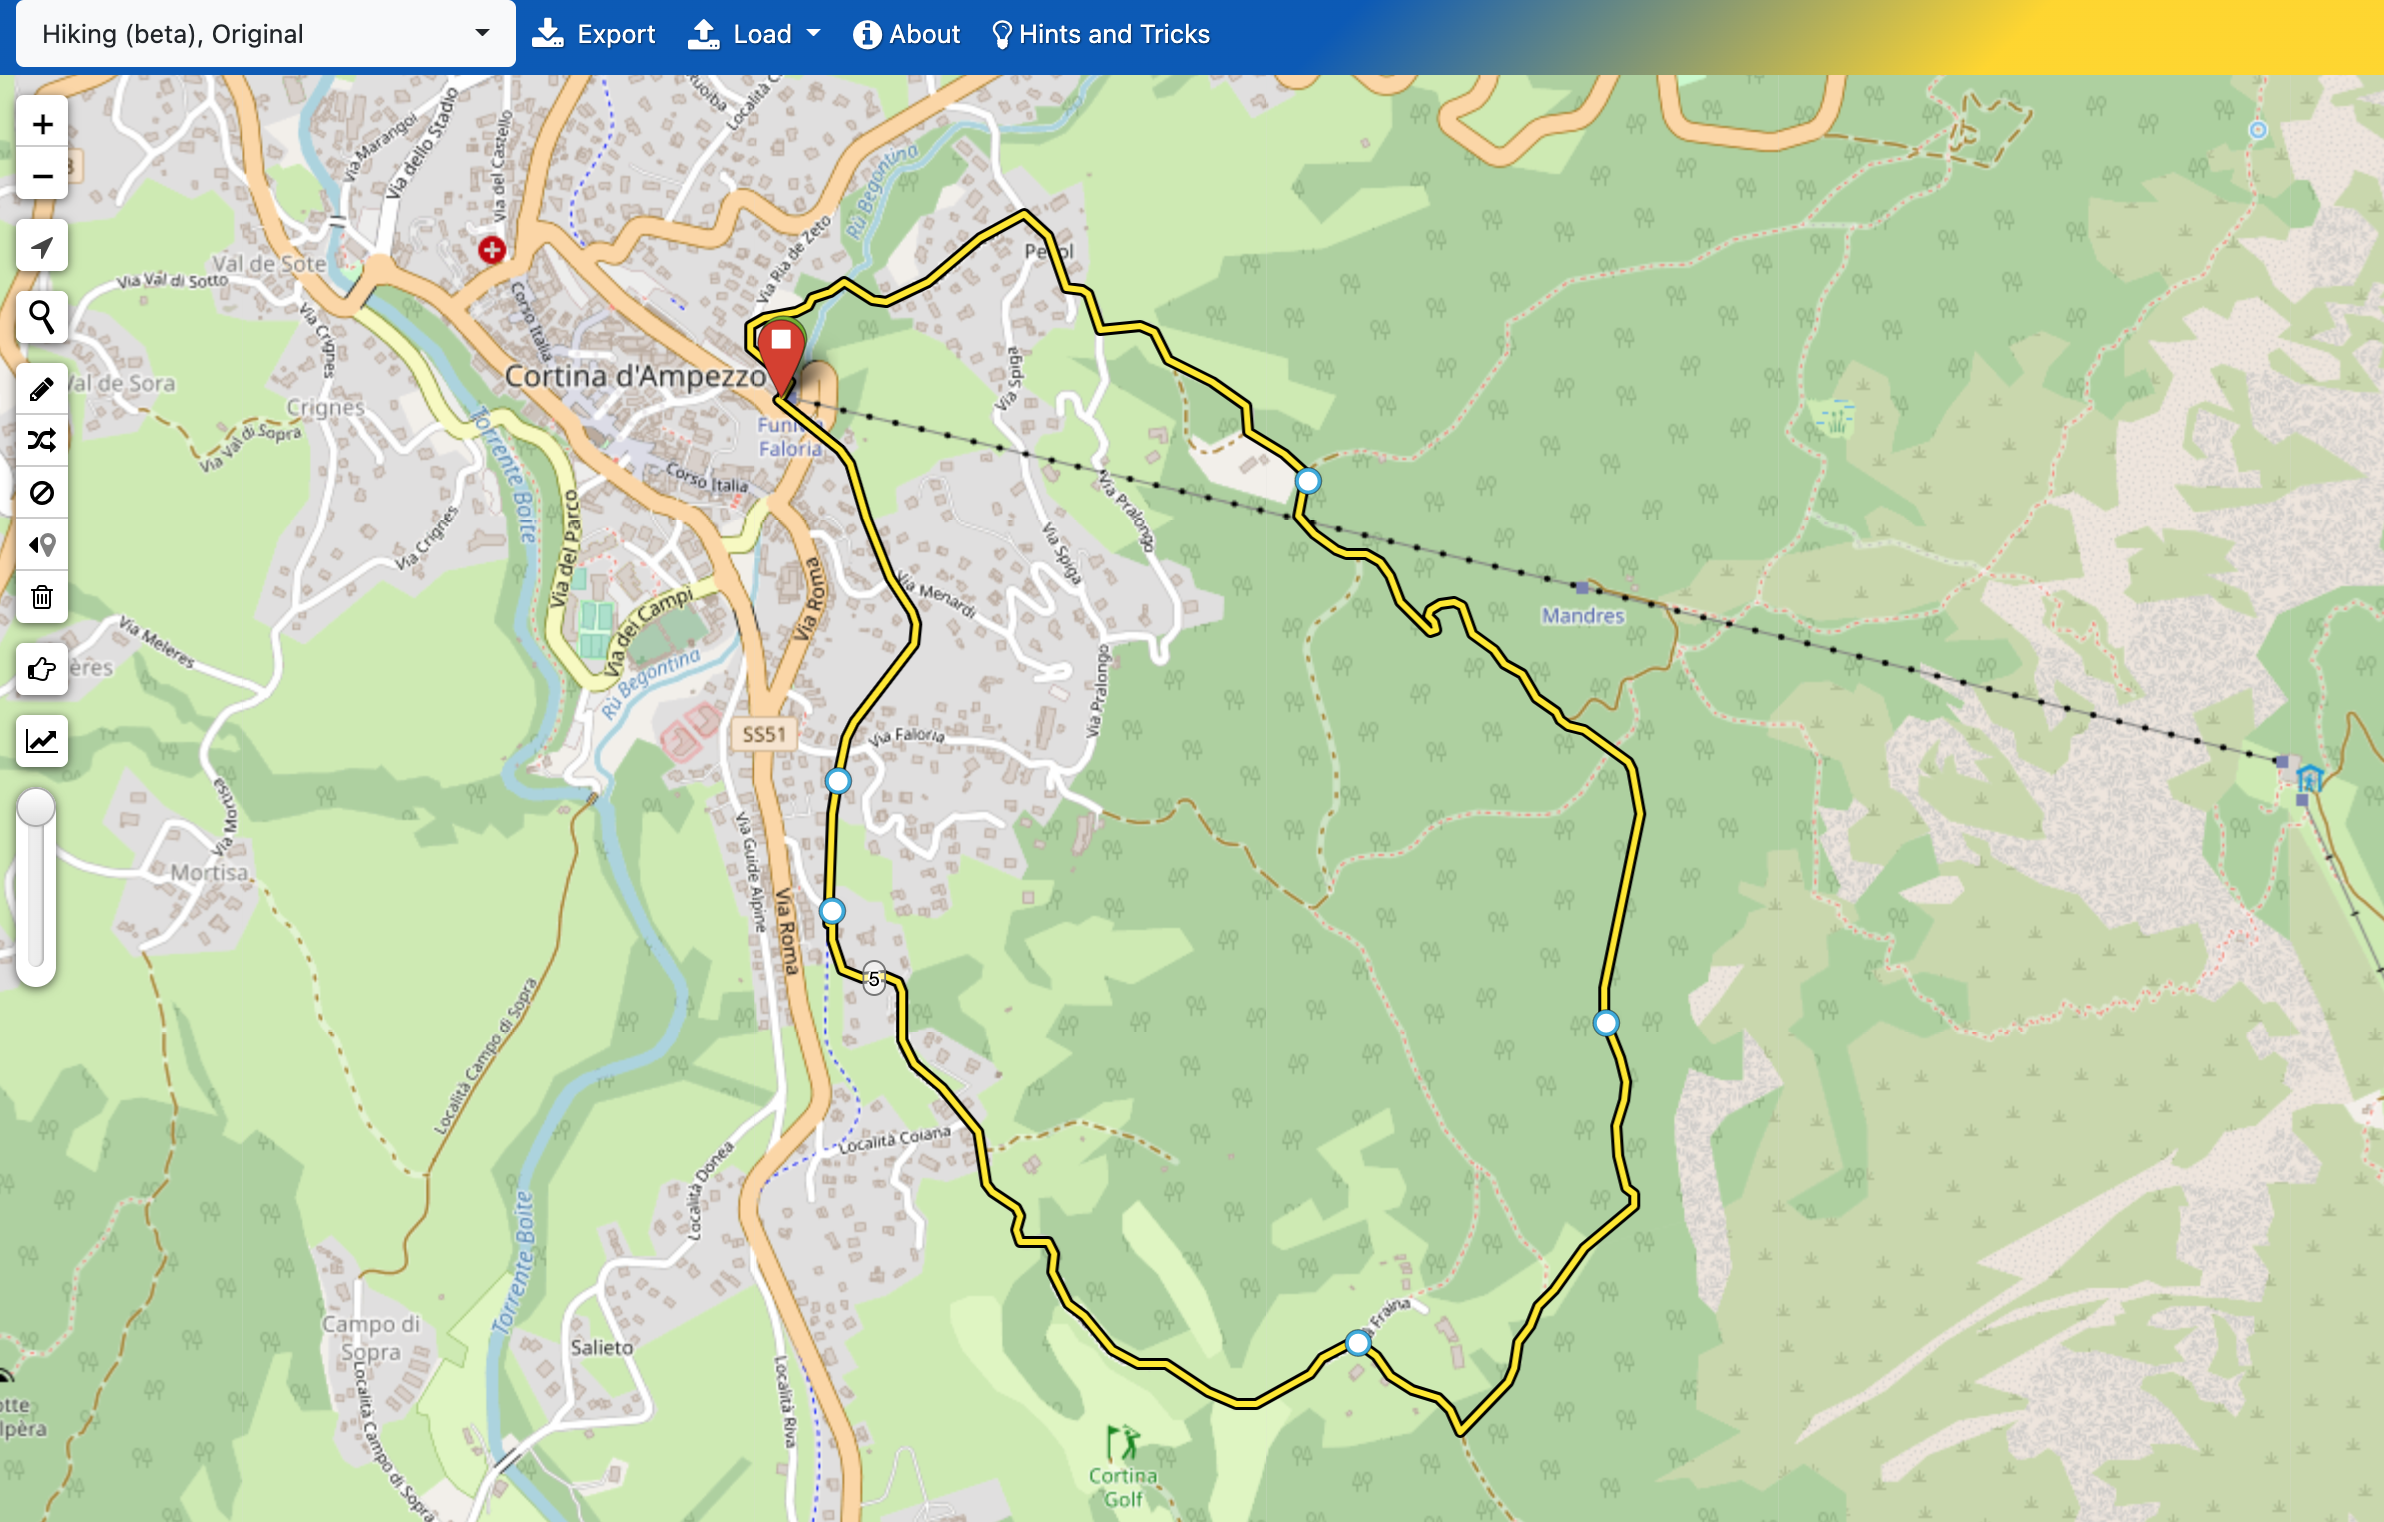 Hiking (beta), Original
Export
Load
About
Hints and Tricks
Via Marangoi
Via dello Stadio
Via del Castello
Ruoiba
Località C
Rù Begontina
Via Ria de Zeto
Val de Sote
Via Val di Sotto
Via Crignes
Corso Italia
Pecol
Cortina d'Ampezzo
Val de Sora
Crignes
Via Val di Sopra
Funivia
Faloria
Via Spiga
Torrente Boite
Corso Italia
Via Pralongo
Via Crignes
Via del Parco
Via Roma
Via Menardi
Via Spiga
Mandres
Via dei Campi
Via Meleres
ères
Rù Begontina
Via Pralongo
SS51
Via Faloria
Via Mortisa
Mortisa
Via Guide Alpine
Via Roma
5
Località Campo di Sopra
Località Coiana
Località Donea
Torrente Boite
Campo di
Sopra
Salieto
Fraina
Località Campo di Sopra
Località Riva
otte
lpèra
Cortina
Golf